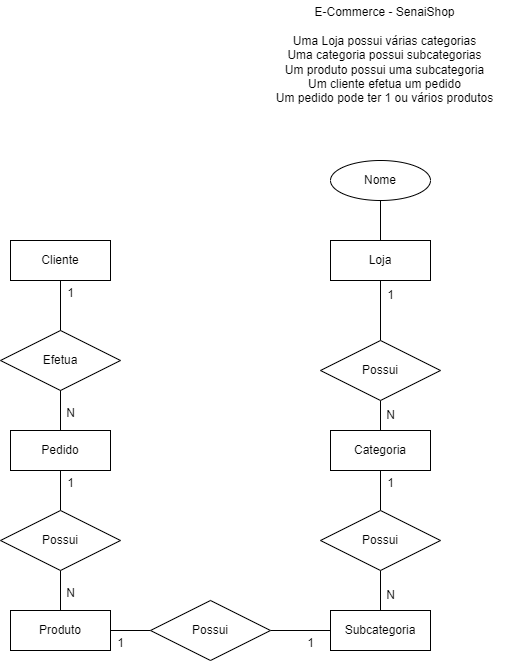 E-Commerce - SenaiShop
Uma Loja possui várias categorias
Uma categoria possui subcategorias
Um produto possui uma subcategoria
Um cliente efetua um pedido
Um pedido pode ter 1 ou vários produtos
Nome
Cliente
Loja
1
1
Efetua
Possui
N
N
Pedido
Categoria
1
1
Possui
Possui
N
N
Produto
Possui
Subcategoria
1
1